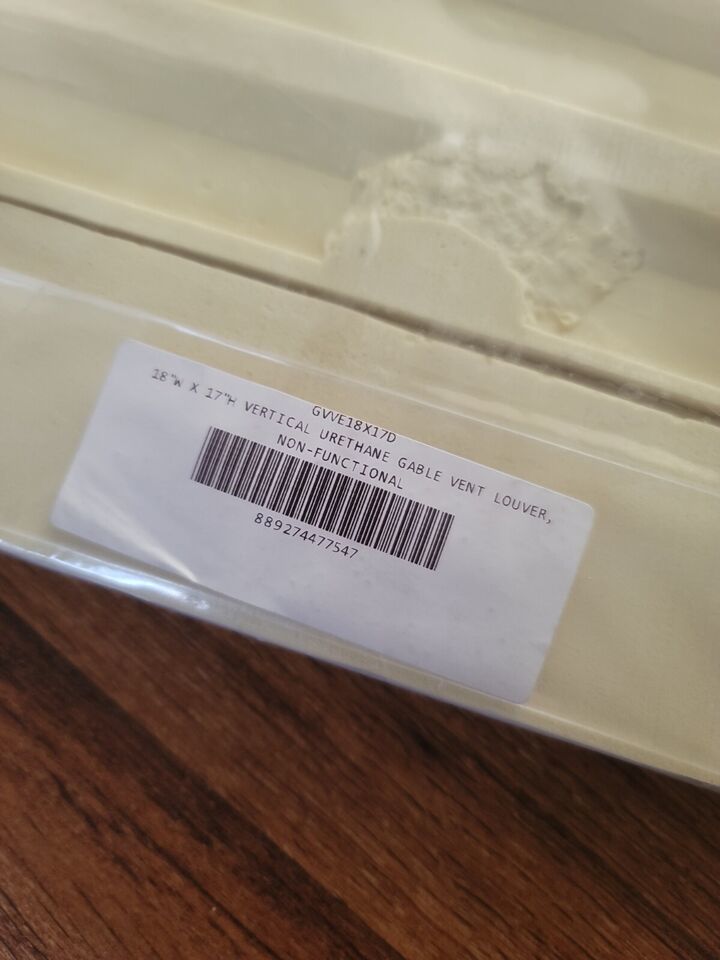 GVVE18X17D
18"W X 17"H VERTICAL URETHANE GABLE VENT LOUVER,
NON-FUNCTIONAL
889274477547